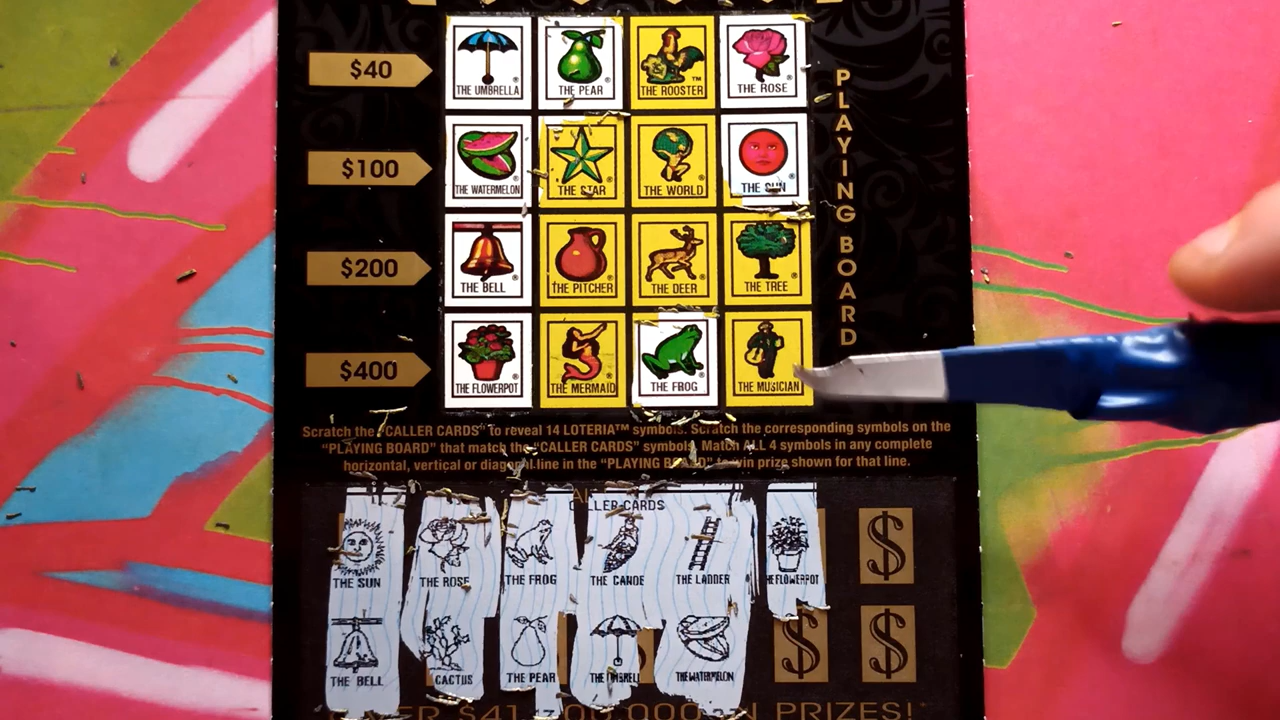 $40
THE UMBRELLA
THE PEAR
THE ROOSTER
THE ROSE
$100
THE WATERMELON
THE STAR
THE WORLD
THE SUN
$200
THE BELL
THE PITCHER
THE DEER
THE TREE
$400
THE FLOWERPOT
THE MERMAID
THE FROG
THE MUSICIAN
PLAYING BOARD
Scratch the "CALLER CARDS" to reveal 14 LOTERIA™ symbols. Scratch the corresponding symbols on the
"PLAYING BOARD" that match the "CALLER CARDS" symbols. Match ALL 4 symbols in any complete
horizontal, vertical or diagonal line in the "PLAYING BOARD" to win prize shown for that line.
CALLER CARDS
THE SUN
THE ROSE
THE FROG
THE CANOE
THE LADDER
THE FLOWERPOT
$
THE BELL
CACTUS
THE PEAR
THE UMBRELL
THE WATERMELON
$
$
PRIZES!